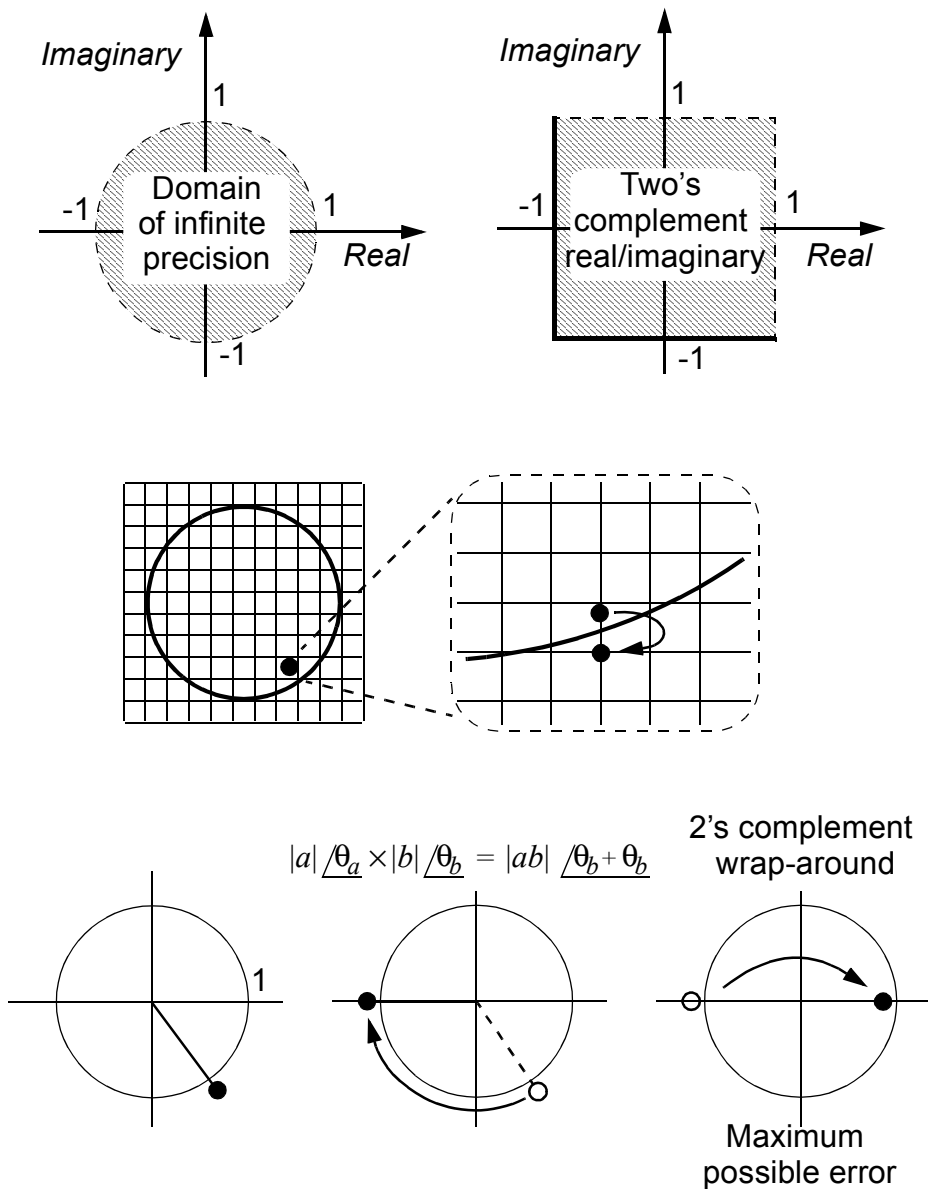 Imaginary
1
Domain
of infinite
precision
-1
1
Real
-1
Imaginary
1
Two's
complement
real/imaginary
-1
1
Real
-1
|a| /θa × |b| /θb = |ab| /θb + θb
2's complement
wrap-around
1
Maximum
possible error